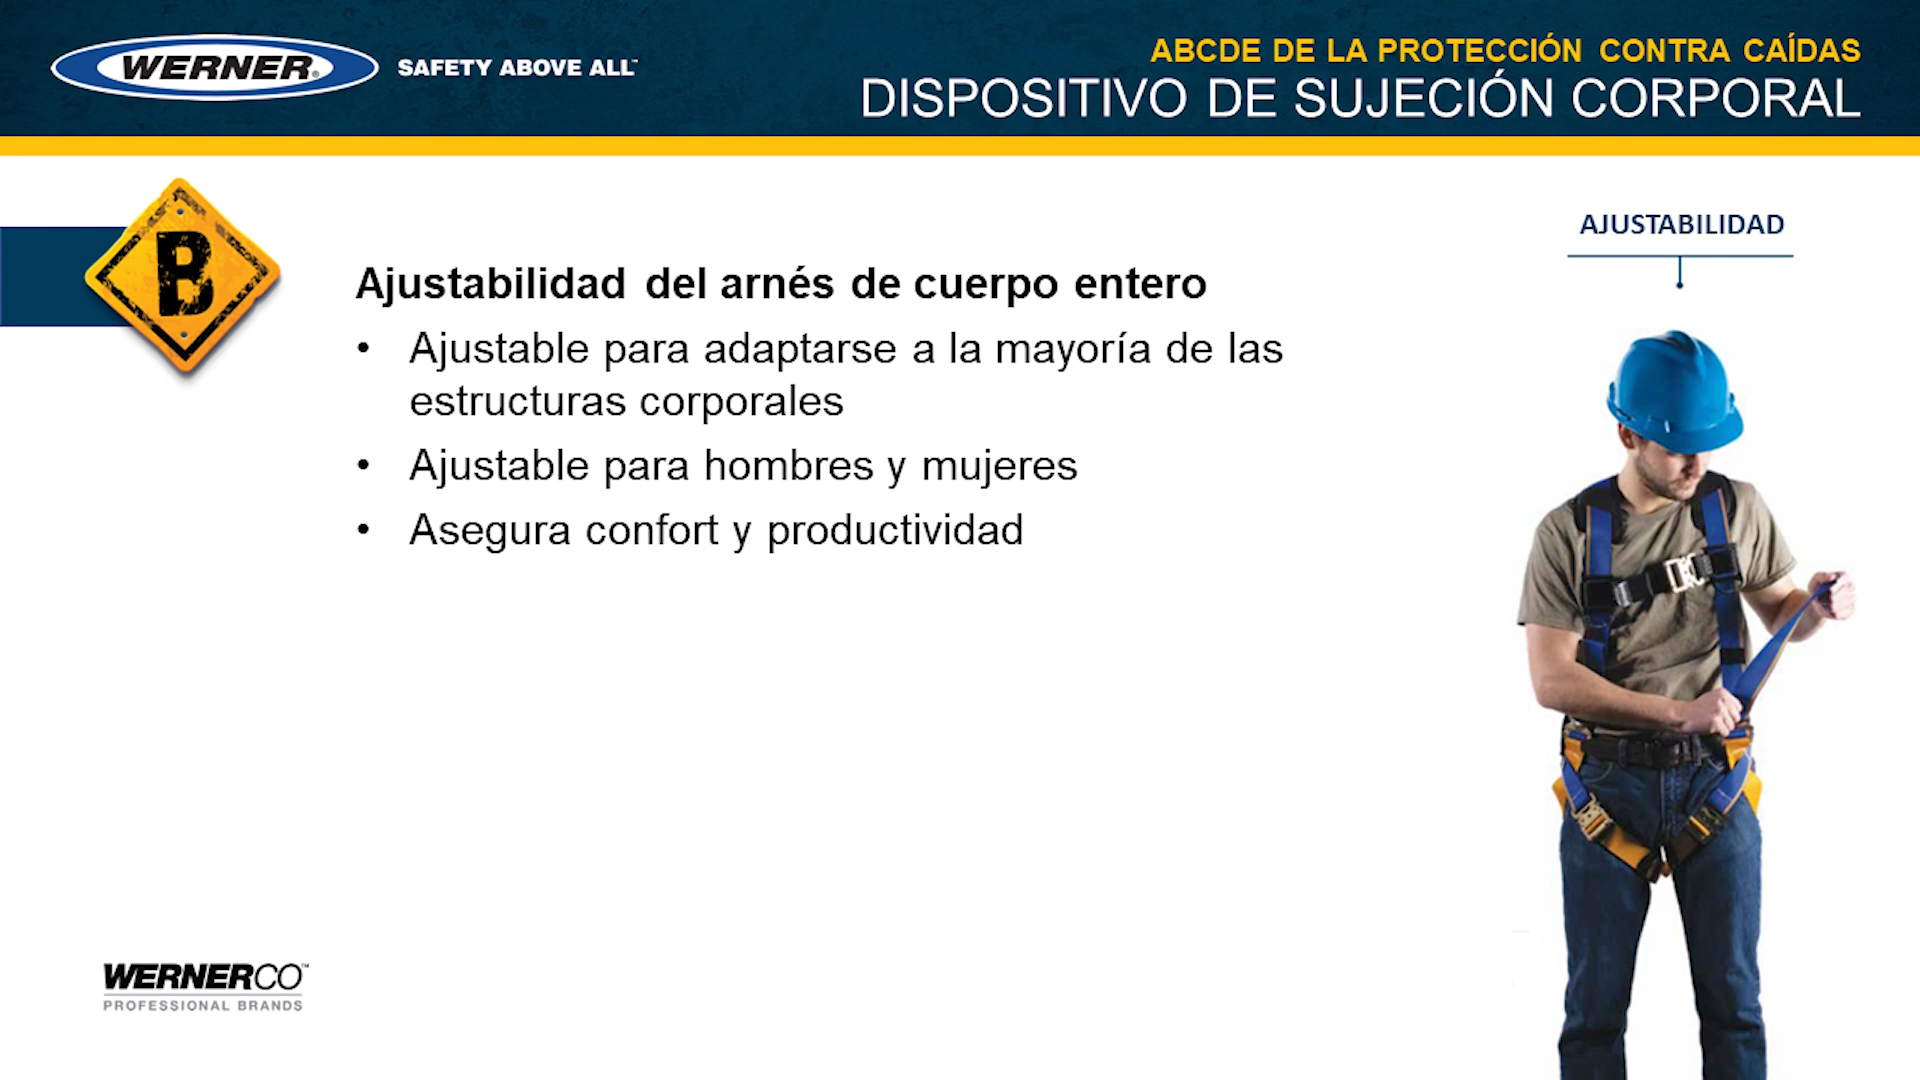 WERNER®
SAFETY ABOVE ALL™
ABCDE DE LA PROTECCIÓN CONTRA CAÍDAS
DISPOSITIVO DE SUJECIÓN CORPORAL
B
AJUSTABILIDAD
Ajustabilidad del arnés de cuerpo entero
• Ajustable para adaptarse a la mayoría de las
estructuras corporales
• Ajustable para hombres y mujeres
• Asegura confort y productividad
WERNERCO™
PROFESSIONAL BRANDS